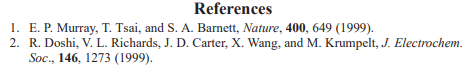 References
1. E. P. Murray, T. Tsai, and S. A. Barnett, Nature, 400, 649 (1999).
2. R. Doshi, V. L. Richards, J. D. Carter, X. Wang, and M. Krumpelt, J. Electrochem.
Soc., 146, 1273 (1999).